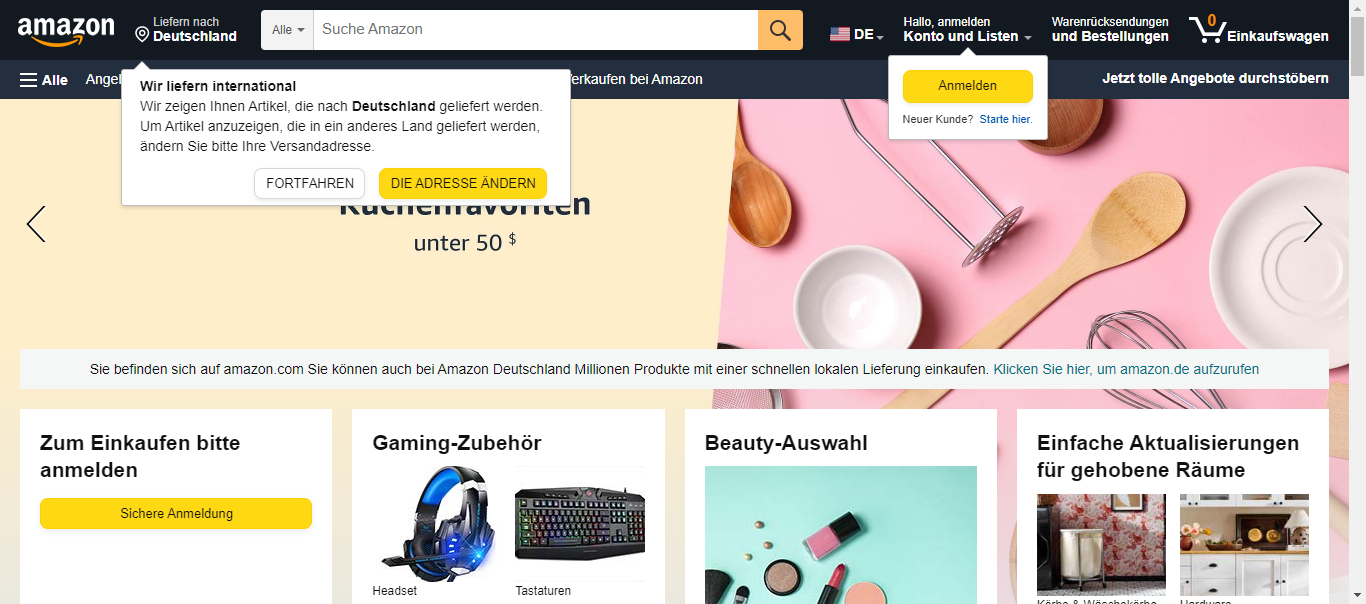 amazon
Liefern nach
Deutschland
Alle
Suche Amazon
DE
Hallo, anmelden
Konto und Listen
Warenrücksendungen
und Bestellungen
0
Einkaufswagen
Alle
Verkaufen bei Amazon
Jetzt tolle Angebote durchstöbern
Wir liefern international
Wir zeigen Ihnen Artikel, die nach Deutschland geliefert werden.
Um Artikel anzuzeigen, die in ein anderes Land geliefert werden,
ändern Sie bitte Ihre Versandadresse.
FORTFAHREN
DIE ADRESSE ÄNDERN
Anmelden
Neuer Kunde? Starte hier.
Küchenfavoriten
unter 50 $
Sie befinden sich auf amazon.com Sie können auch bei Amazon Deutschland Millionen Produkte mit einer schnellen lokalen Lieferung einkaufen. Klicken Sie hier, um amazon.de aufzurufen
Zum Einkaufen bitte
anmelden
Sichere Anmeldung
Gaming-Zubehör
Headset
Tastaturen
Beauty-Auswahl
Einfache Aktualisierungen
für gehobene Räume
Körbe & Wäschekörbe
Hardware